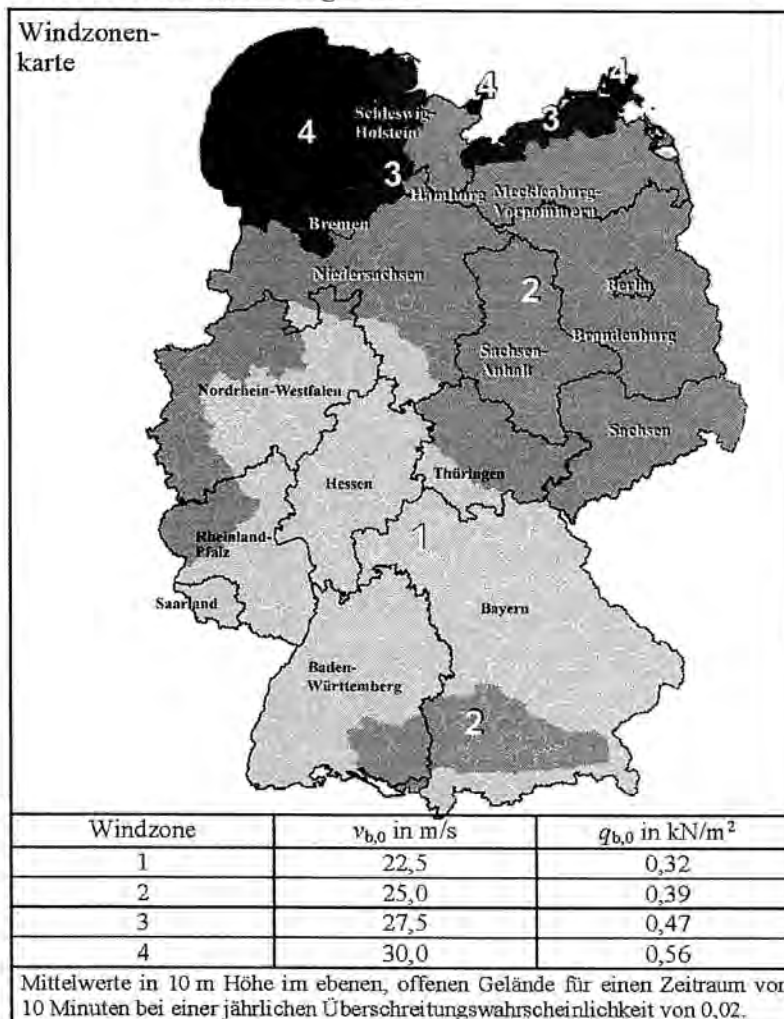 Windzonen-
karte
4
4
4
3
Schleswig-
Holstein
3
Hamburg
Mecklenburg-
Vorpommern
Bremen
Niedersachsen
2
Berlin
Brandenburg
Sachsen-
Anhalt
Nordrhein-Westfalen
Sachsen
Thüringen
Hessen
1
Rheinland-
Pfalz
Saarland
Bayern
Baden-
Württemberg
2
Windzone v_b,0 in m/s q_b,0 in kN/m²
1 22,5 0,32
2 25,0 0,39
3 27,5 0,47
4 30,0 0,56
Mittelwerte in 10 m Höhe im ebenen, offenen Gelände für einen Zeitraum von
10 Minuten bei einer jährlichen Überschreitungswahrscheinlichkeit von 0,02.